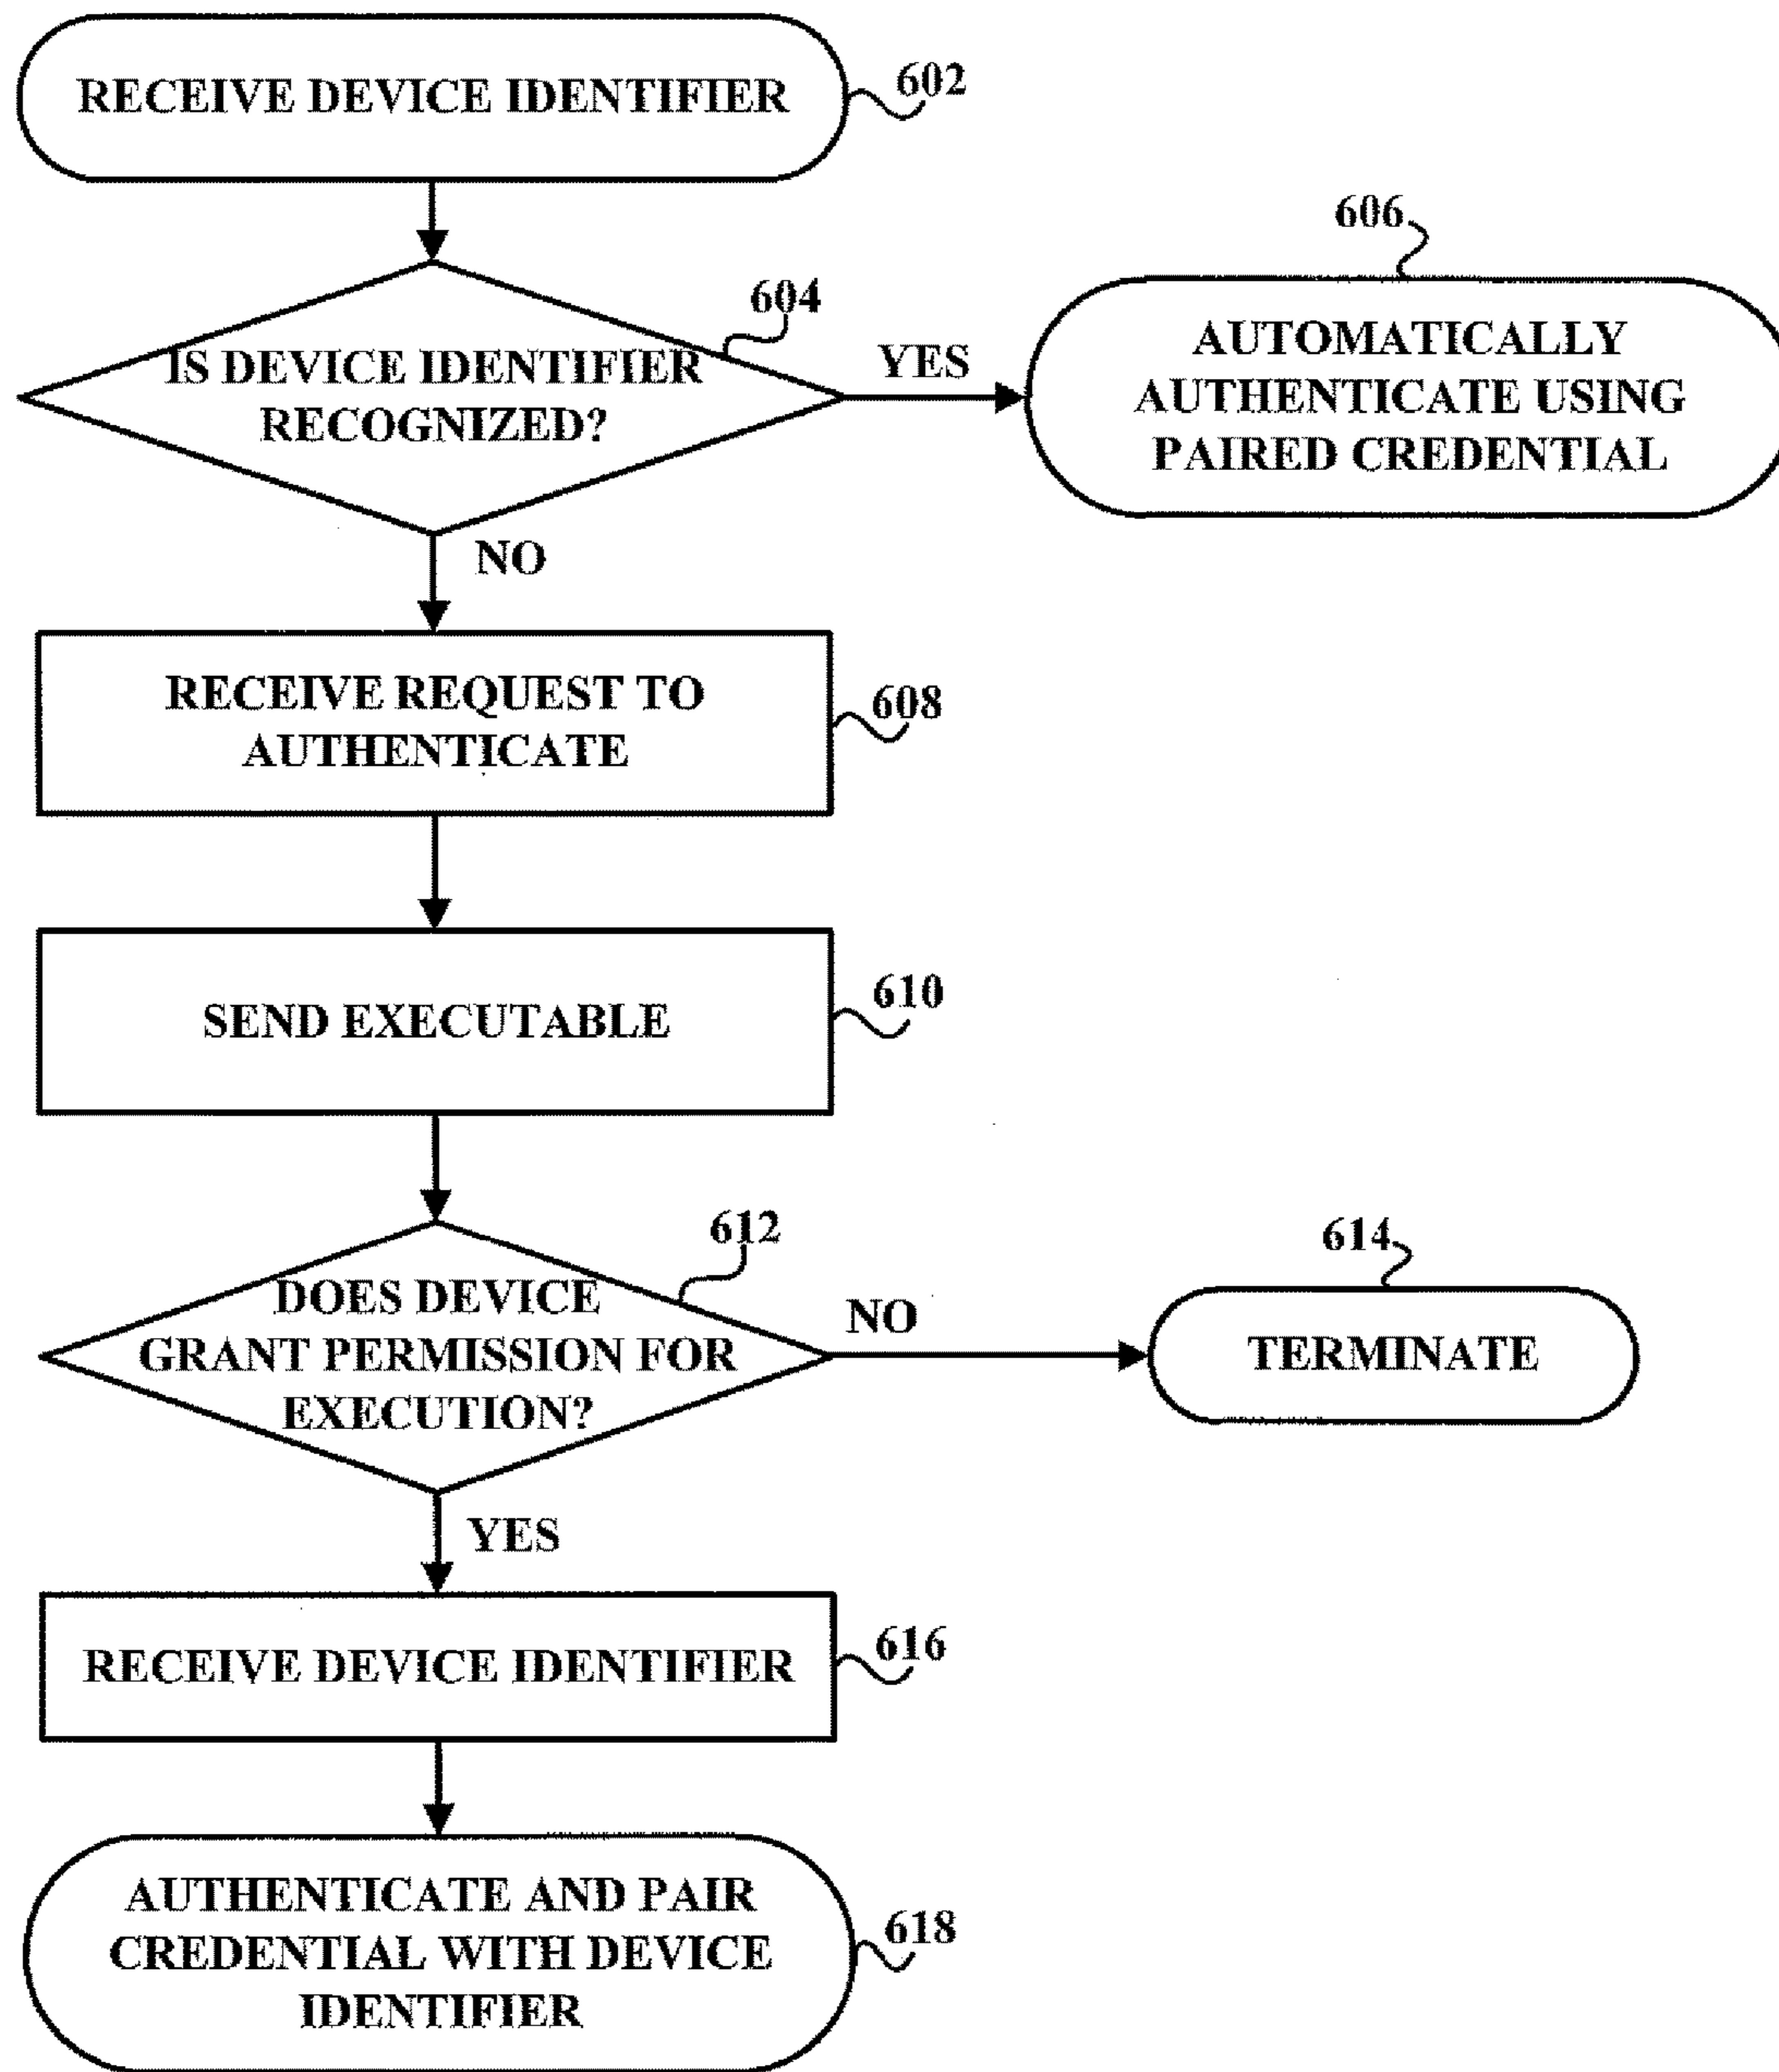 RECEIVE DEVICE IDENTIFIER
602
606
604
IS DEVICE IDENTIFIER
RECOGNIZED?
YES
AUTOMATICALLY
AUTHENTICATE USING
PAIRED CREDENTIAL
NO
RECEIVE REQUEST TO
AUTHENTICATE
608
SEND EXECUTABLE
610
612
614
DOES DEVICE
GRANT PERMISSION FOR
EXECUTION?
NO
TERMINATE
YES
RECEIVE DEVICE IDENTIFIER
616
AUTHENTICATE AND PAIR
CREDENTIAL WITH DEVICE
IDENTIFIER
618